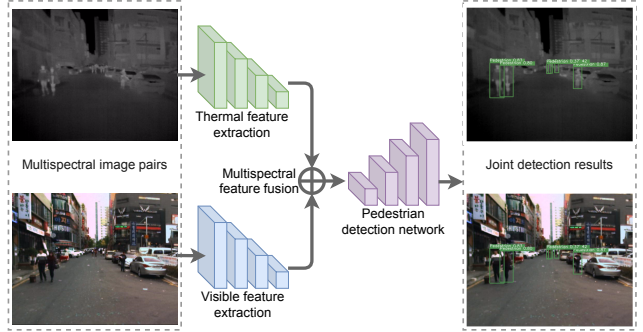 Thermal feature
extraction
Multispectral image pairs
Multispectral
feature fusion
Joint detection results
Pedestrian
detection network
Visible feature
extraction